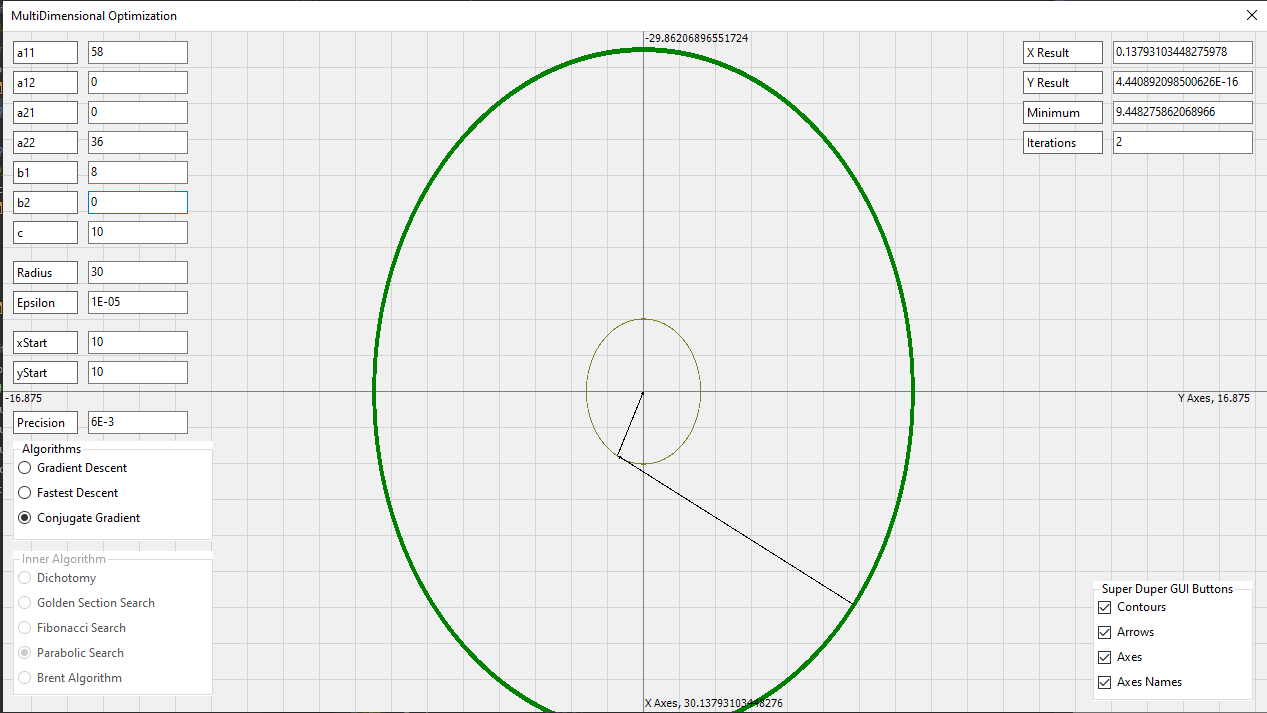 MultiDimensional Optimization
a11 58
a12 0
a21 0
a22 36
b1 8
b2 0
c 10
Radius 30
Epsilon 1E-05
xStart 10
yStart 10
-16.875
Precision 6E-3
Algorithms
Gradient Descent
Fastest Descent
Conjugate Gradient
Inner Algorithm
Dichotomy
Golden Section Search
Fibonacci Search
Parabolic Search
Brent Algorithm
-29.86206896551724
X Axes, 30.13793103448276
X Result 0.13793103448275978
Y Result 4.440892098500626E-16
Minimum 9.448275862068966
Iterations 2
Y Axes, 16.875
Super Duper GUI Buttons
Contours
Arrows
Axes
Axes Names